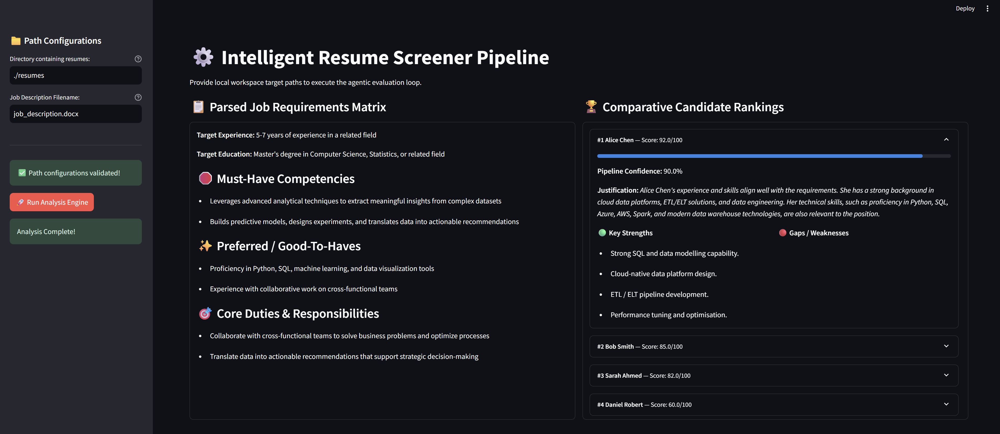 Deploy
Path Configurations
Directory containing resumes:
./resumes
Job Description Filename:
job_description.docx
Path configurations validated!
Run Analysis Engine
Analysis Complete!
Intelligent Resume Screener Pipeline
Provide local workspace target paths to execute the agentic evaluation loop.
Parsed Job Requirements Matrix
Target Experience: 5-7 years of experience in a related field
Target Education: Master's degree in Computer Science, Statistics, or related field
Must-Have Competencies
• Leverages advanced analytical techniques to extract meaningful insights from complex datasets
• Builds predictive models, designs experiments, and translates data into actionable recommendations
Preferred / Good-To-Haves
• Proficiency in Python, SQL, machine learning, and data visualization tools
• Experience with collaborative work on cross-functional teams
Core Duties & Responsibilities
• Collaborate with cross-functional teams to solve business problems and optimize processes
• Translate data into actionable recommendations that support strategic decision-making
Comparative Candidate Rankings
#1 Alice Chen — Score: 92.0/100
Pipeline Confidence: 90.0%
Justification: Alice Chen's experience and skills align well with the requirements. She has a strong background in
cloud data platforms, ETL/ELT solutions, and data engineering. Her technical skills, such as proficiency in Python, SQL,
Azure, AWS, Spark, and modern data warehouse technologies, are also relevant to the position.
Key Strengths
• Strong SQL and data modelling capability.
• Cloud-native data platform design.
• ETL / ELT pipeline development.
• Performance tuning and optimisation.
Gaps / Weaknesses
#2 Bob Smith — Score: 85.0/100
#3 Sarah Ahmed — Score: 82.0/100
#4 Daniel Robert — Score: 60.0/100